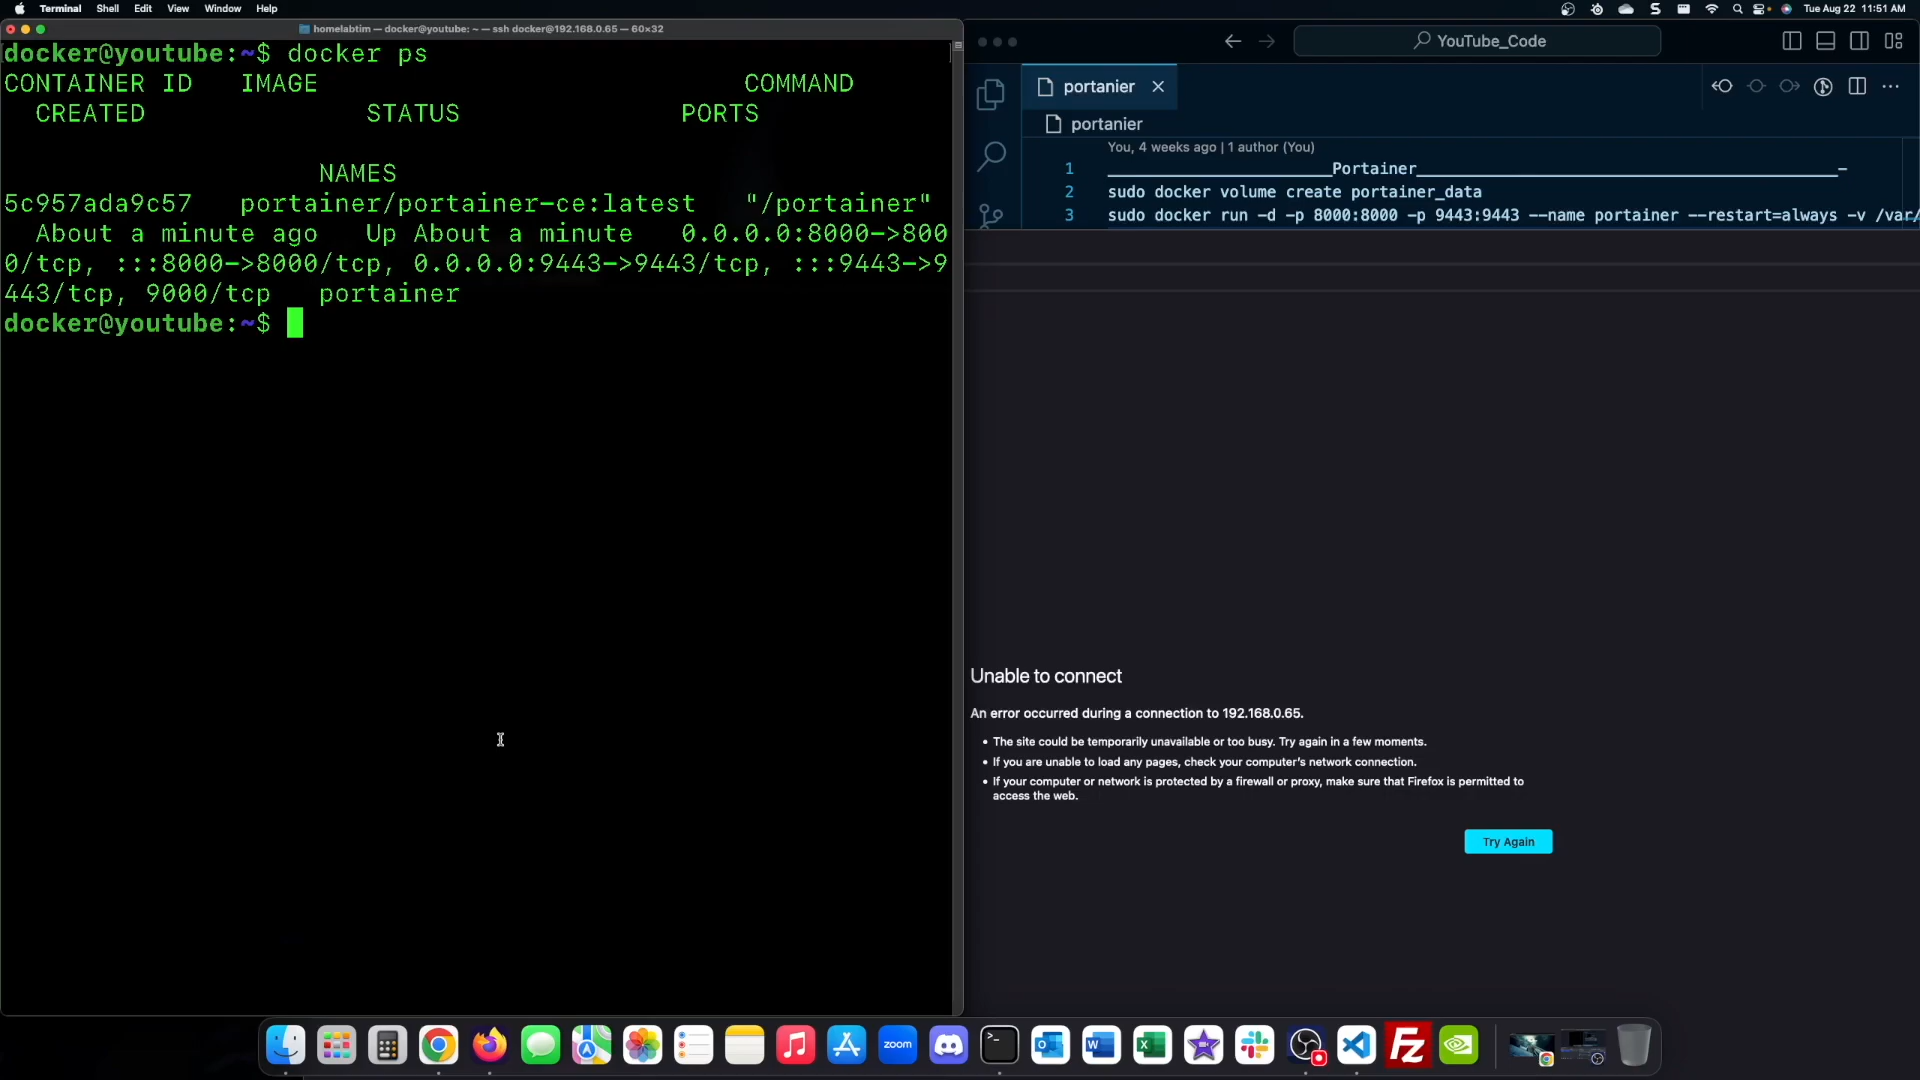 Terminal Shell Edit View Window Help
Tue Aug 22 11:51 AM
homelabtim — docker@youtube: ~ — ssh docker@192.168.0.65 — 60×32
docker@youtube:~$ docker ps
CONTAINER ID IMAGE COMMAND
CREATED STATUS PORTS
NAMES
5c957ada9c57 portainer/portainer-ce:latest "/portainer"
About a minute ago Up About a minute 0.0.0.0:8000->800
0/tcp, :::8000->8000/tcp, 0.0.0.0:9443->9443/tcp, :::9443->9
443/tcp, 9000/tcp portainer
docker@youtube:~$
YouTube_Code
portanier
portanier
You, 4 weeks ago | 1 author (You)
1 _________________Portainer_________________
2 sudo docker volume create portainer_data
3 sudo docker run -d -p 8000:8000 -p 9443:9443 --name portainer --restart=always -v /var/
Unable to connect
An error occurred during a connection to 192.168.0.65.
• The site could be temporarily unavailable or too busy. Try again in a few moments.
• If you are unable to load any pages, check your computer's network connection.
• If your computer or network is protected by a firewall or proxy, make sure that Firefox is permitted to
access the web.
Try Again
zoom